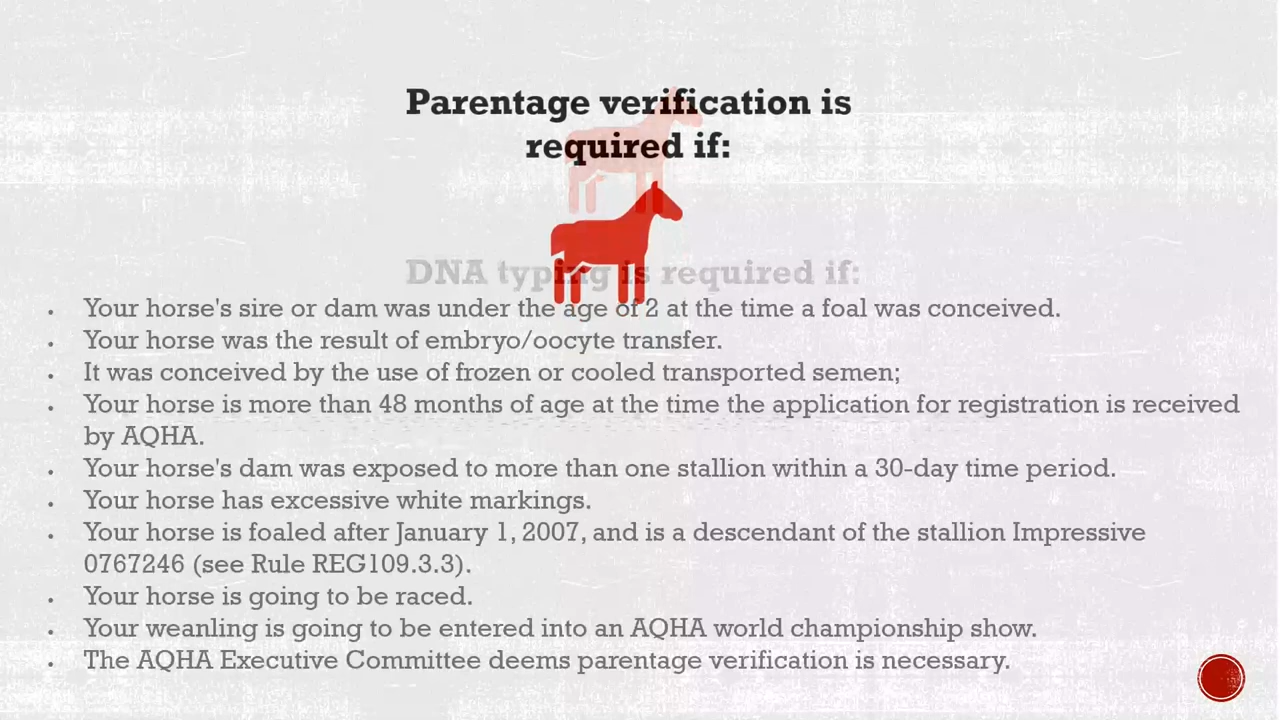 Parentage verification is
required if:
DNA typing is required if:
• Your horse's sire or dam was under the age of 2 at the time a foal was conceived.
• Your horse was the result of embryo/oocyte transfer.
• It was conceived by the use of frozen or cooled transported semen;
• Your horse is more than 48 months of age at the time the application for registration is received
by AQHA.
• Your horse's dam was exposed to more than one stallion within a 30-day time period.
• Your horse has excessive white markings.
• Your horse is foaled after January 1, 2007, and is a descendant of the stallion Impressive
0767246 (see Rule REG109.3.3).
• Your horse is going to be raced.
• Your weanling is going to be entered into an AQHA world championship show.
• The AQHA Executive Committee deems parentage verification is necessary.